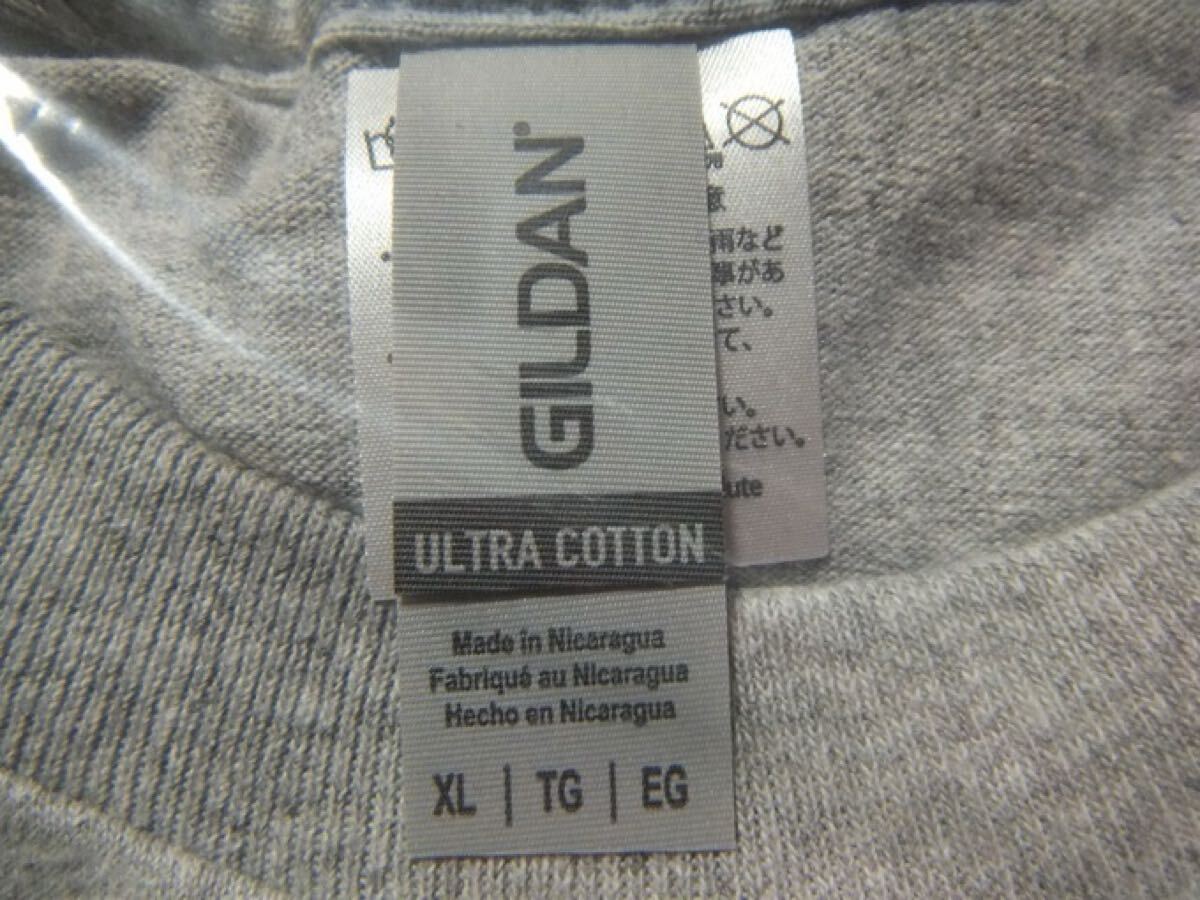 GILDAN®
ULTRA COTTON
Made in Nicaragua
Fabriqué au Nicaragua
Hecho en Nicaragua
XL | TG | EG
雨など
事があ
さい。
て、
い。
ださい。